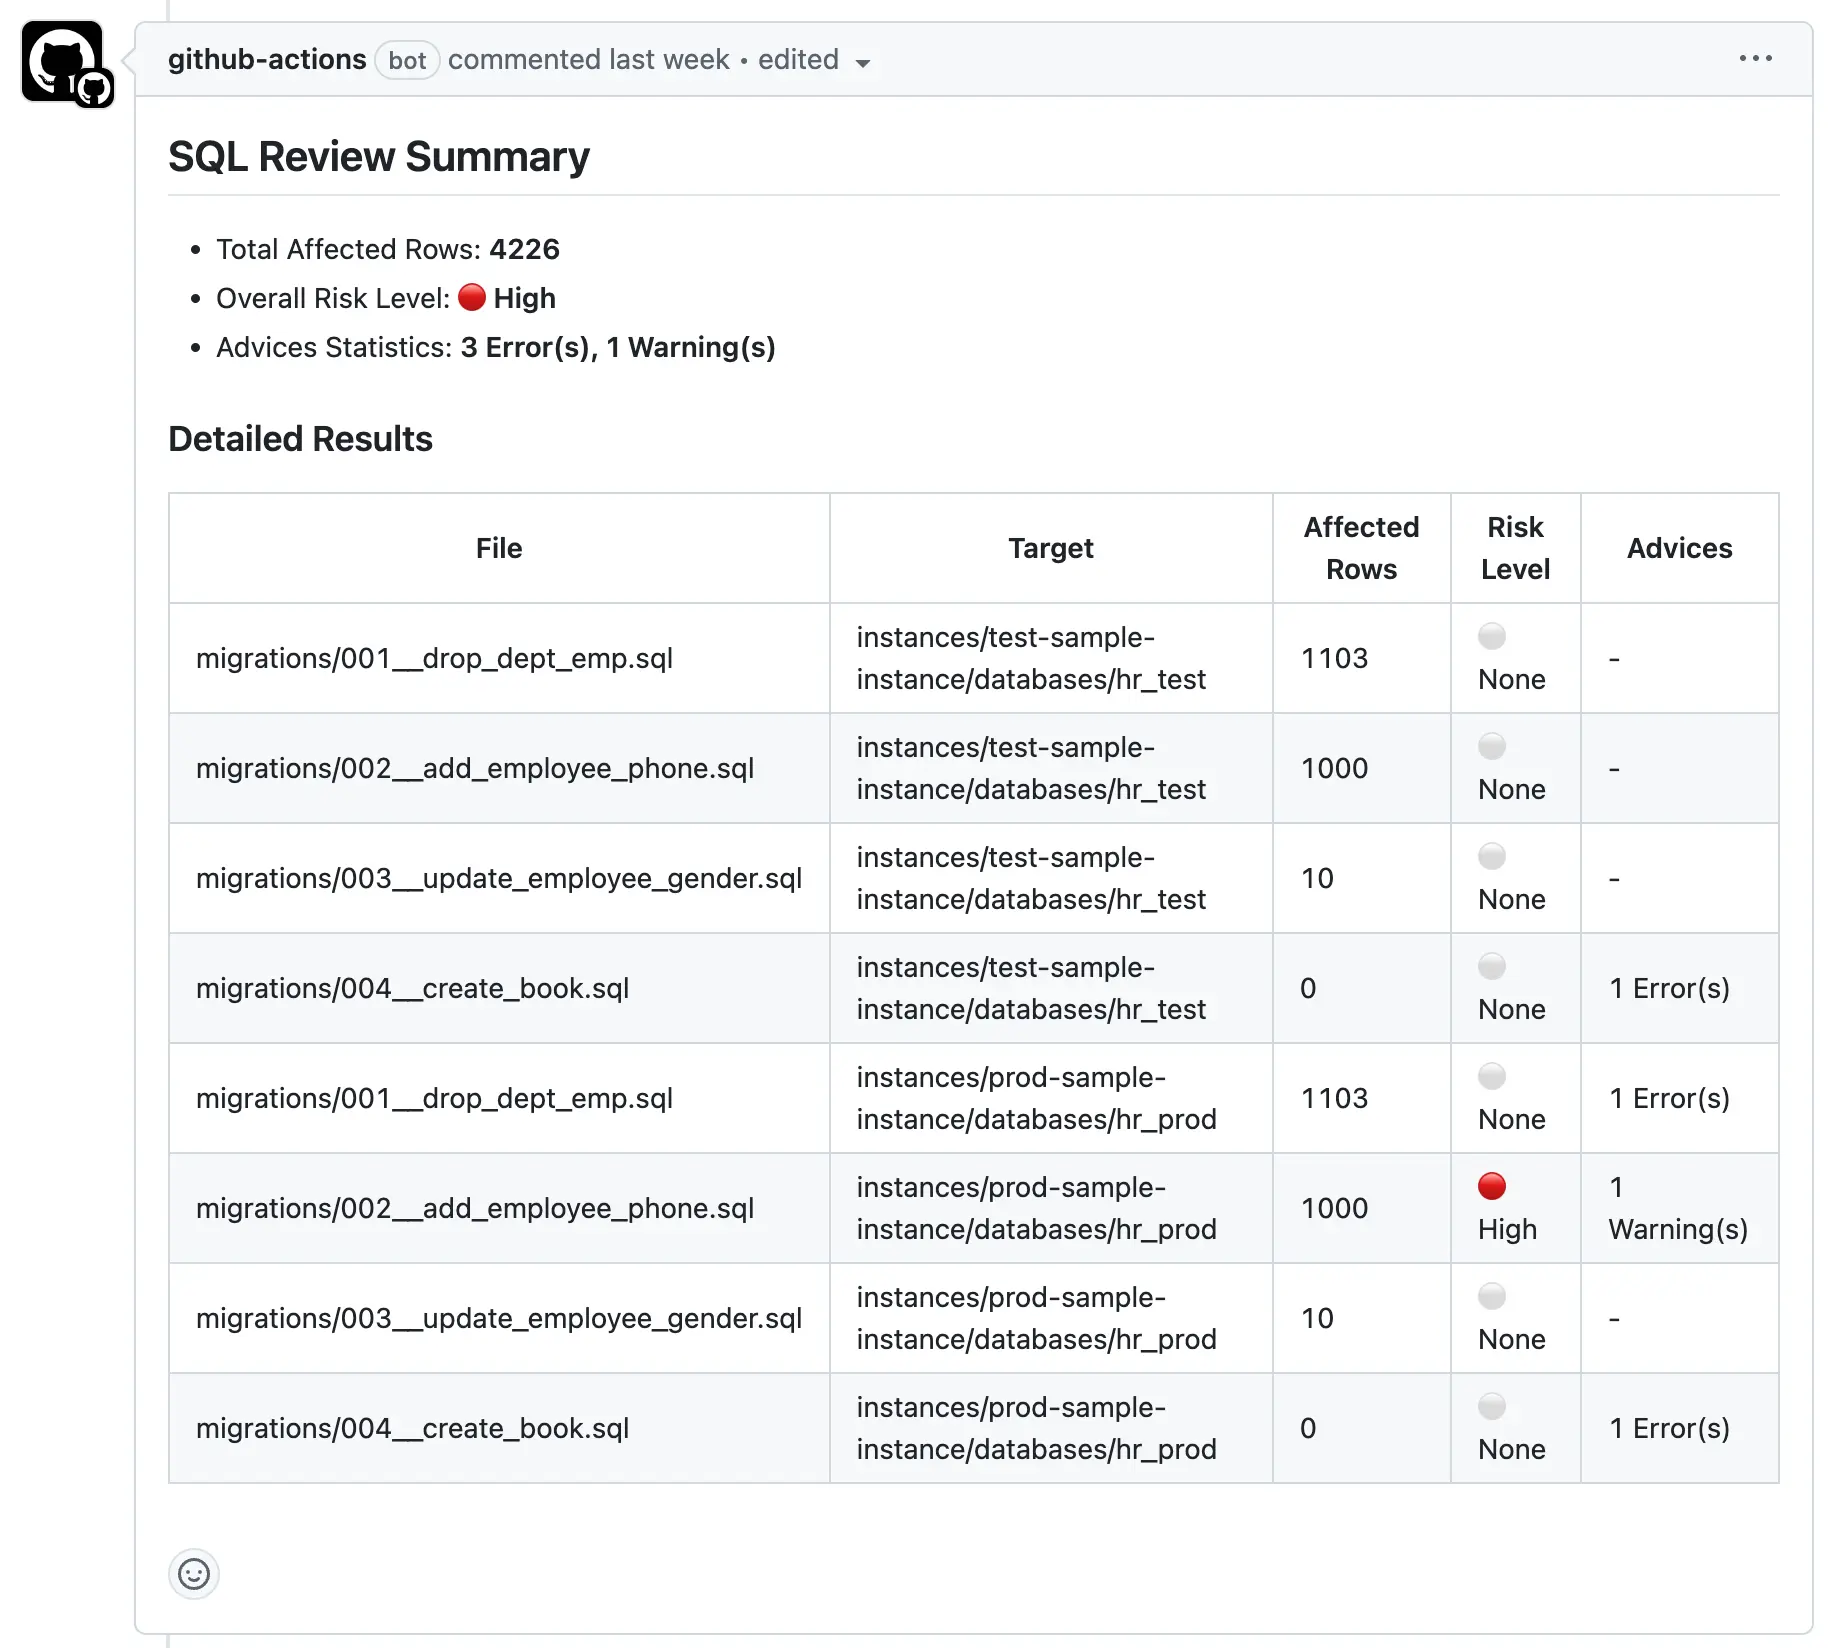 github-actions bot commented last week • edited
SQL Review Summary
• Total Affected Rows: 4226
• Overall Risk Level: 🔴 High
• Advices Statistics: 3 Error(s), 1 Warning(s)
Detailed Results
File Target Affected Rows Risk Level Advices
migrations/001__drop_dept_emp.sql instances/test-sample-instance/databases/hr_test 1103 None -
migrations/002__add_employee_phone.sql instances/test-sample-instance/databases/hr_test 1000 None -
migrations/003__update_employee_gender.sql instances/test-sample-instance/databases/hr_test 10 None -
migrations/004__create_book.sql instances/test-sample-instance/databases/hr_test 0 None 1 Error(s)
migrations/001__drop_dept_emp.sql instances/prod-sample-instance/databases/hr_prod 1103 None 1 Error(s)
migrations/002__add_employee_phone.sql instances/prod-sample-instance/databases/hr_prod 1000 🔴 High 1 Warning(s)
migrations/003__update_employee_gender.sql instances/prod-sample-instance/databases/hr_prod 10 None -
migrations/004__create_book.sql instances/prod-sample-instance/databases/hr_prod 0 None 1 Error(s)